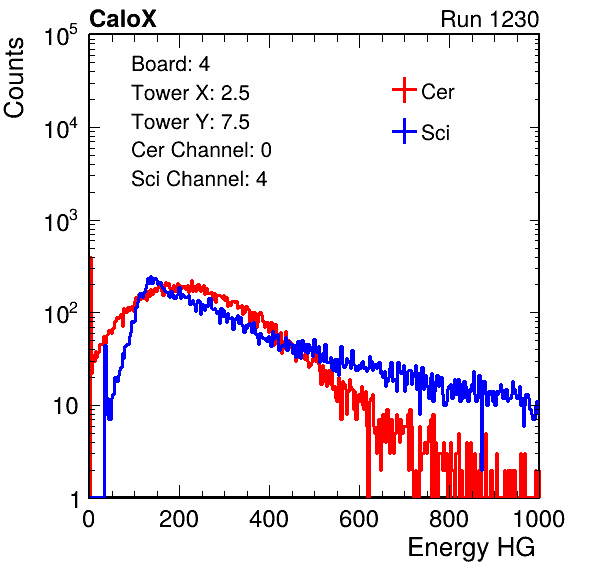 CaloX Run 1230
Counts
Board: 4
Tower X: 2.5
Tower Y: 7.5
Cer Channel: 0
Sci Channel: 4
Cer
Sci
10^5
10^4
10^3
10^2
10
1
0 200 400 600 800 1000
Energy HG